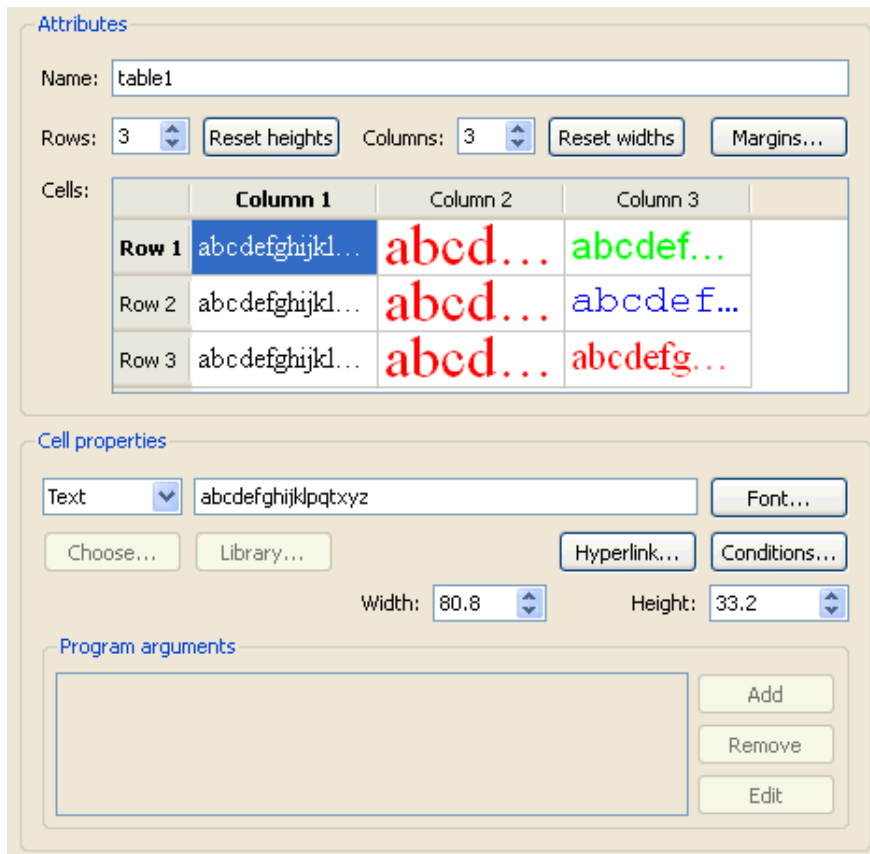 Attributes
Name: table1
Rows: 3 Reset heights Columns: 3 Reset widths Margins...
Cells:
Column 1 Column 2 Column 3
Row 1 abcdefghijkl... abcd... abcdef...
Row 2 abcdefghijkl... abcd... abcdef...
Row 3 abcdefghijkl... abcd... abcdefg...
Cell properties
Text abcdefghijklpqtxyz Font...
Choose... Library... Hyperlink... Conditions...
Width: 80.8 Height: 33.2
Program arguments
Add
Remove
Edit